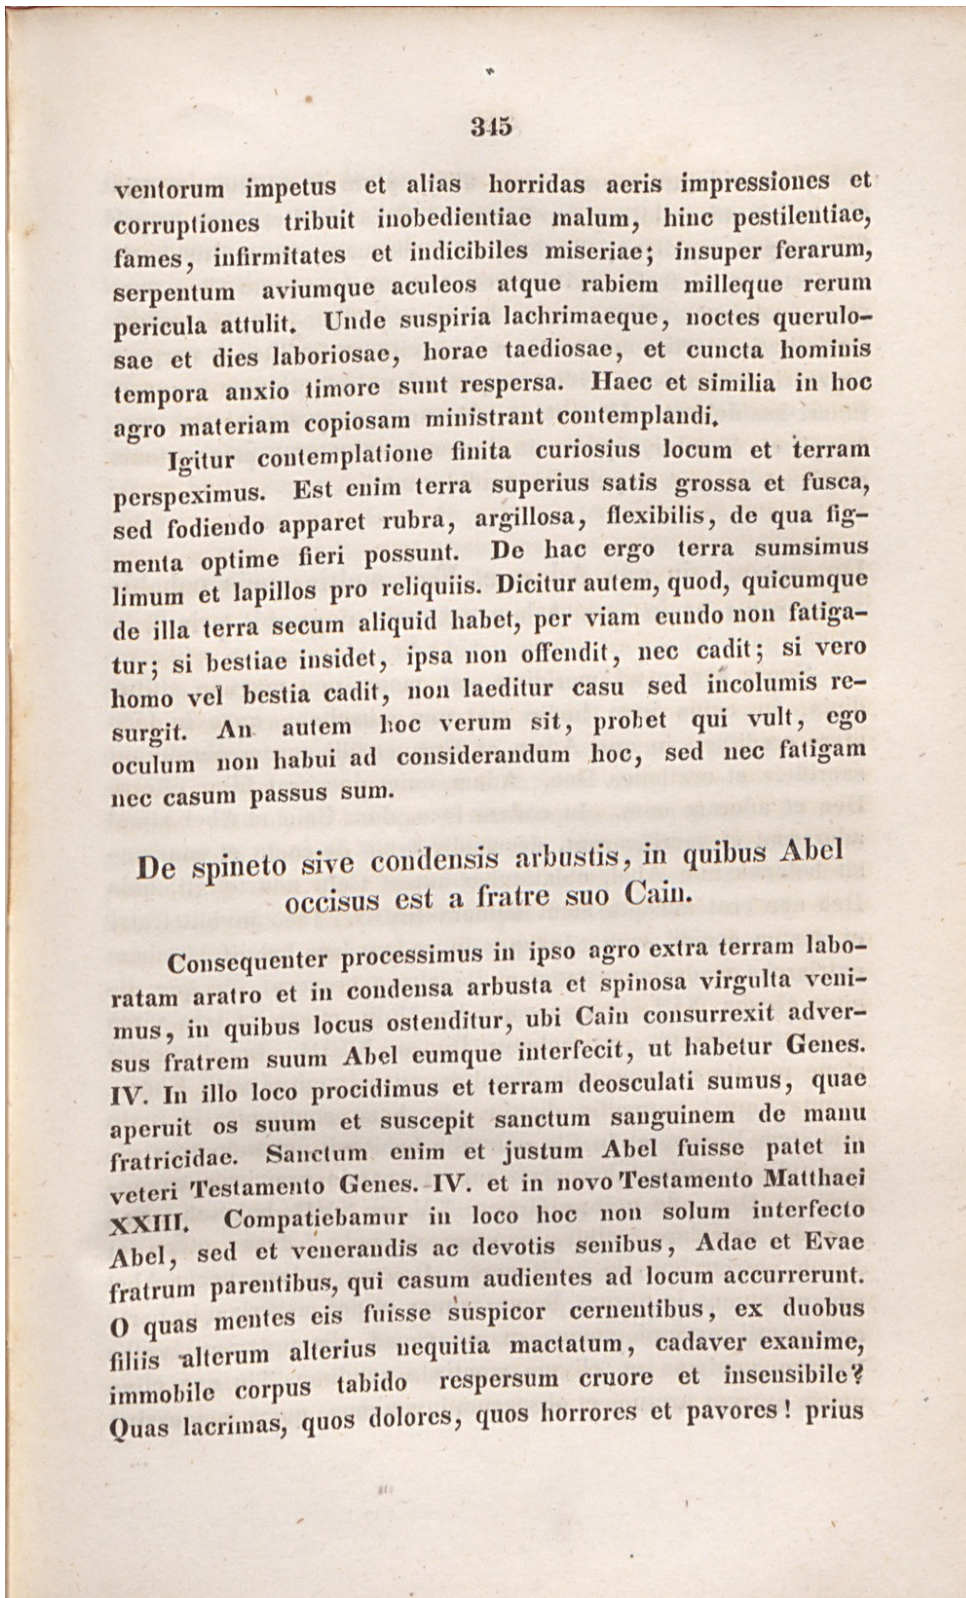 345
ventorum impetus et alias horridas aeris impressiones et
corruptiones tribuit inobedientiae malum, hinc pestilentiae,
fames, infirmitates et indicibiles miseriae; insuper ferarum,
serpentum aviumque aculeos atque rabiem milleque rerum
pericula attulit. Unde suspiria lachrimaeque, noctes querulo-
sae et dies laboriosae, horae taediosae, et cuncta hominis
tempora anxio timore sunt respersa. Haec et similia in hoc
agro materiam copiosam ministrant contemplandi.
Igitur contemplatione finita curiosius locum et terram
perspeximus. Est enim terra superius satis grossa et fusca,
sed fodiendo apparet rubra, argillosa, flexibilis, de qua fig-
menta optime fieri possunt. De hac ergo terra sumsimus
limum et lapillos pro reliquiis. Dicitur autem, quod, quicumque
de illa terra secum aliquid habet, per viam eundo non fatiga-
tur; si bestiae insidet, ipsa non offendit, nec cadit; si vero
homo vel bestia cadit, non laeditur casu sed incolumis re-
surgit. An autem hoc verum sit, probet qui vult, ego
oculum non habui ad considerandum hoc, sed nec fatigam
nec casum passus sum.
De spineto sive condensis arbustis, in quibus Abel
occisus est a fratre suo Cain.
Consequenter processimus in ipso agro extra terram labo-
ratam aratro et in condensa arbusta et spinosa virgulta veni-
mus, in quibus locus ostenditur, ubi Cain consurrexit adver-
sus fratrem suum Abel eumque interfecit, ut habetur Genes.
IV. In illo loco procidimus et terram deosculati sumus, quae
aperuit os suum et suscepit sanctum sanguinem de manu
fratricidae. Sanctum enim et justum Abel fuisse patet in
veteri Testamento Genes. IV. et in novo Testamento Matthaei
XXIII. Compatiebamur in loco hoc non solum interfecto
Abel, sed et venerandis ac devotis senibus, Adae et Evae
fratrum parentibus, qui casum audientes ad locum accurrerunt.
O quas mentes eis fuisse suspicor cernentibus, ex duobus
filiis alterum alterius nequitia mactatum, cadaver exanime,
immobile corpus tabido respersum cruore et insensibile?
Quas lacrimas, quos dolores, quos horrores et pavores! prius